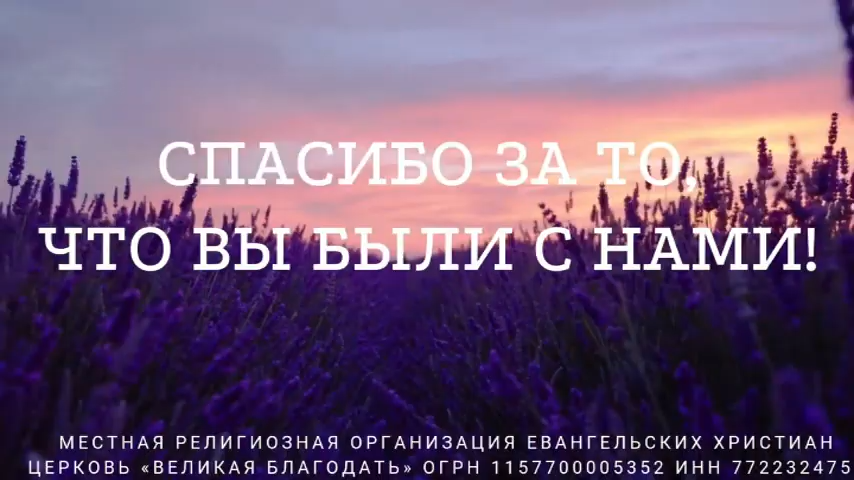 СПАСИБО ЗА ТО,
ЧТО ВЫ БЫЛИ С НАМИ!
МЕСТНАЯ РЕЛИГИОЗНАЯ ОРГАНИЗАЦИЯ ЕВАНГЕЛЬСКИХ ХРИСТИАН
ЦЕРКОВЬ «ВЕЛИКАЯ БЛАГОДАТЬ» ОГРН 1157700005352 ИНН 772232475